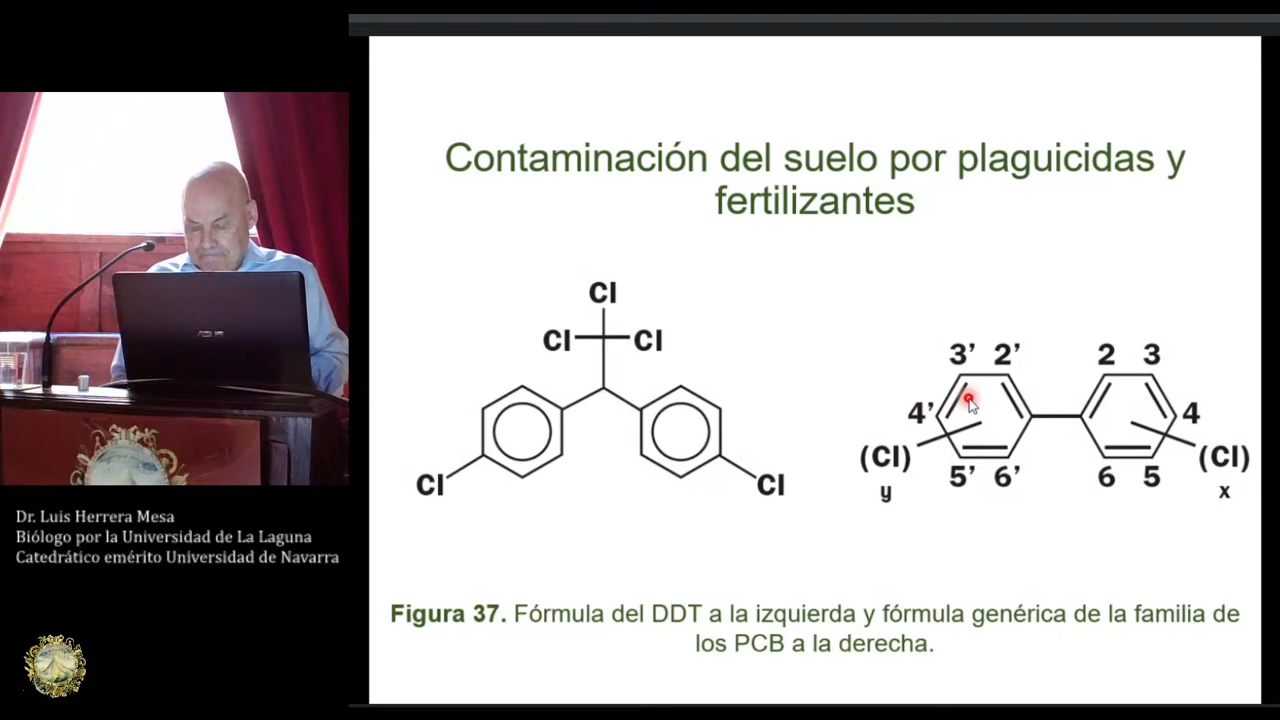 Contaminación del suelo por plaguicidas y
fertilizantes
Cl
Cl Cl
Cl Cl
3’ 2’ 2 3
4’ 4
(Cl) (Cl)
y 5’ 6’ 6 5 x
Figura 37. Fórmula del DDT a la izquierda y fórmula genérica de la familia de
los PCB a la derecha.
ASUS
Dr. Luis Herrera Mesa
Biólogo por la Universidad de La Laguna
Catedrático emérito Universidad de Navarra